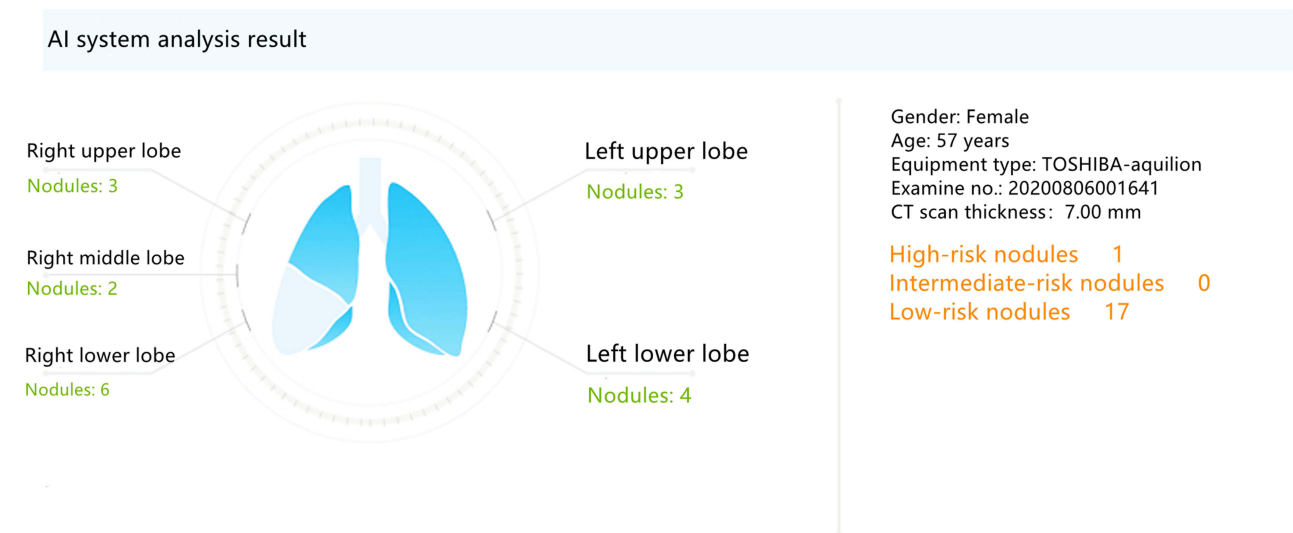 AI system analysis result
Right upper lobe
Nodules: 3
Right middle lobe
Nodules: 2
Right lower lobe
Nodules: 6
Left upper lobe
Nodules: 3
Left lower lobe
Nodules: 4
Gender: Female
Age: 57 years
Equipment type: TOSHIBA-aquilion
Examine no.: 20200806001641
CT scan thickness: 7.00 mm
High-risk nodules 1
Intermediate-risk nodules 0
Low-risk nodules 17